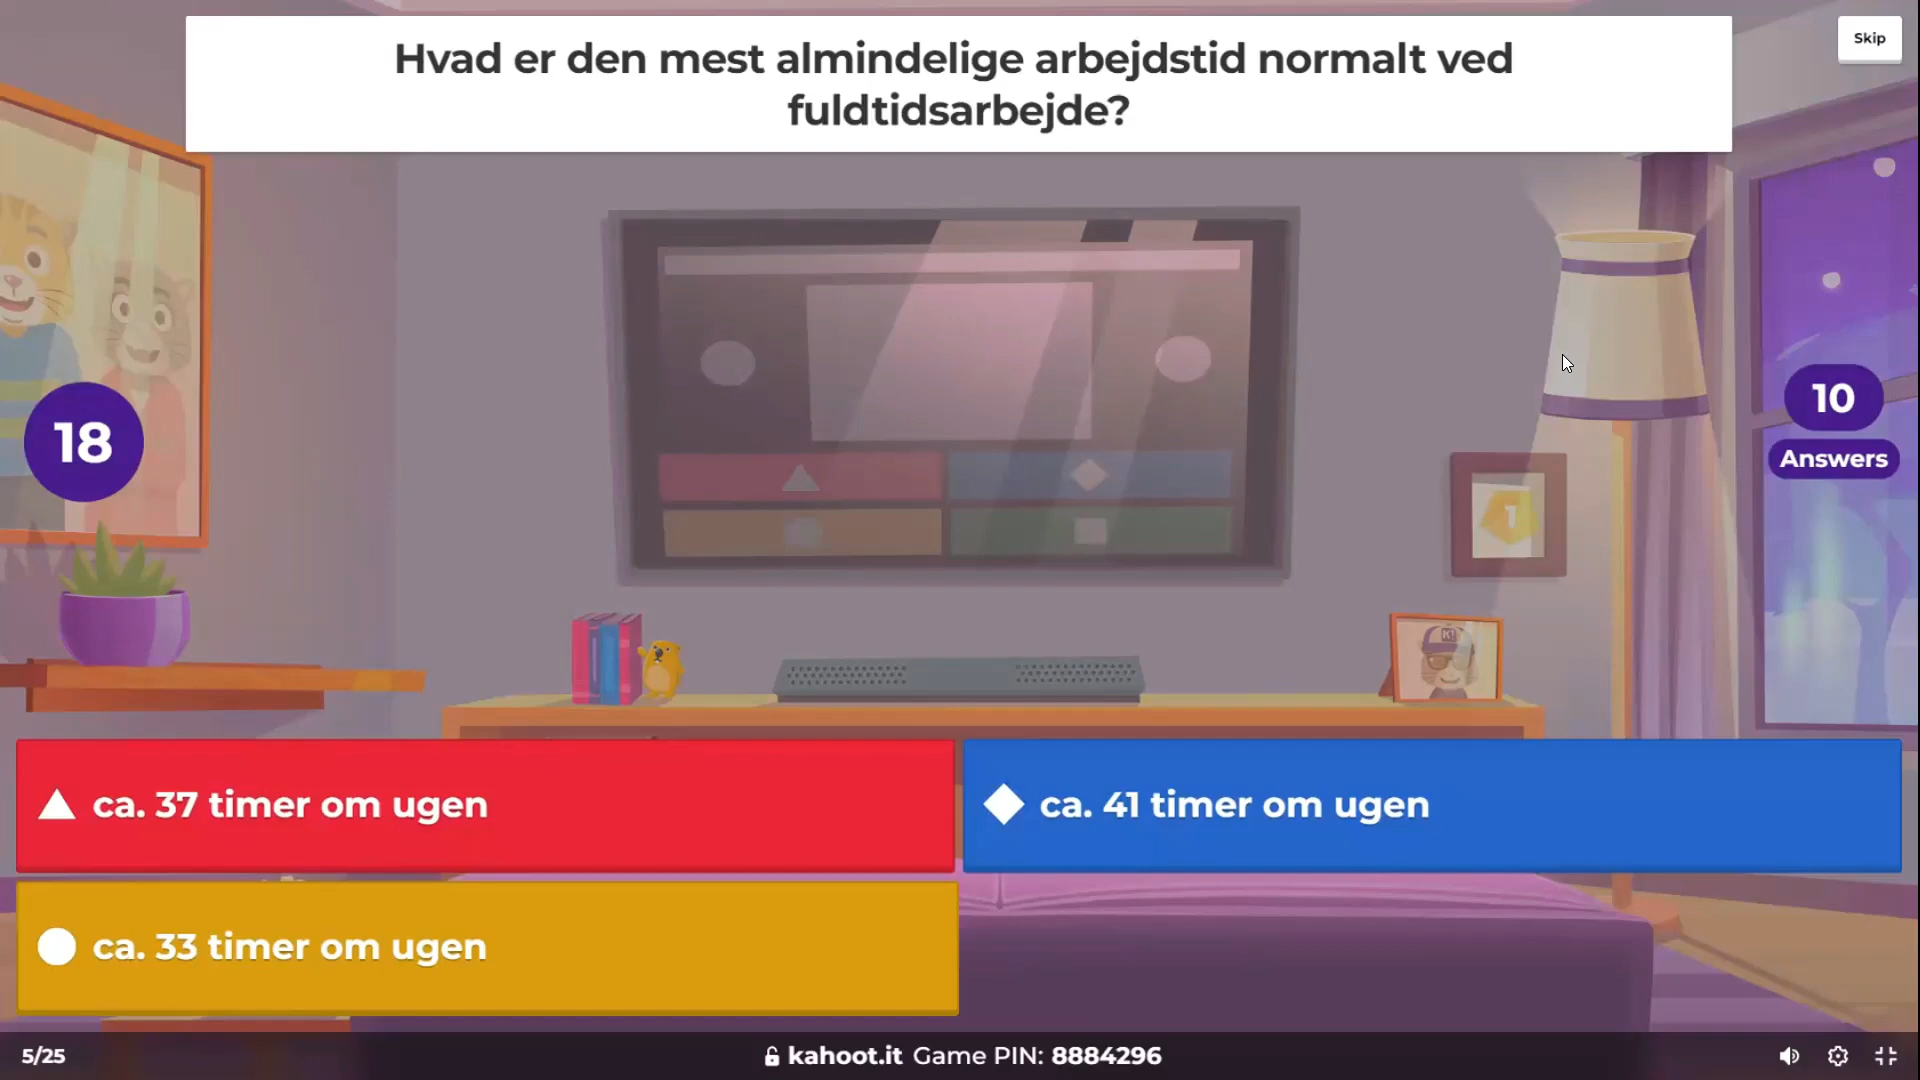 Hvad er den mest almindelige arbejdstid normalt ved
fuldtidsarbejde?
Skip
18
10
Answers
K!
ca. 37 timer om ugen
ca. 41 timer om ugen
ca. 33 timer om ugen
5/25
kahoot.it Game PIN: 8884296